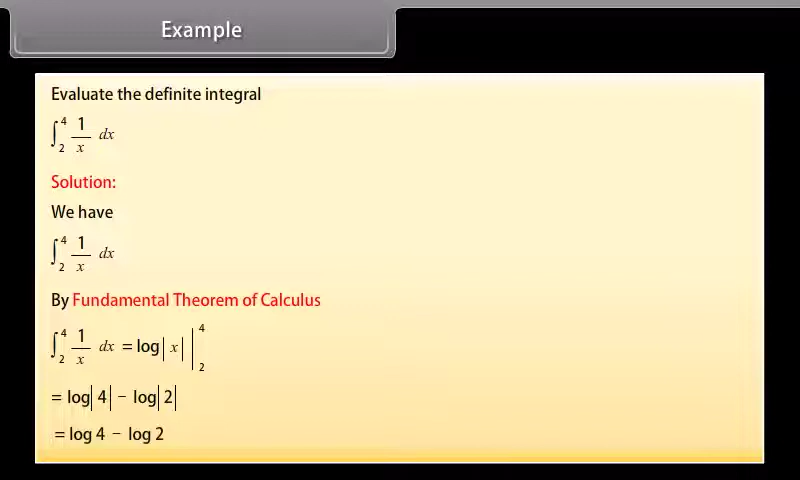 Example
Evaluate the definite integral
∫₂⁴ 1/x dx
Solution:
We have
∫₂⁴ 1/x dx
By Fundamental Theorem of Calculus
∫₂⁴ 1/x dx = log|x| |₂⁴
= log|4| − log|2|
= log 4 − log 2